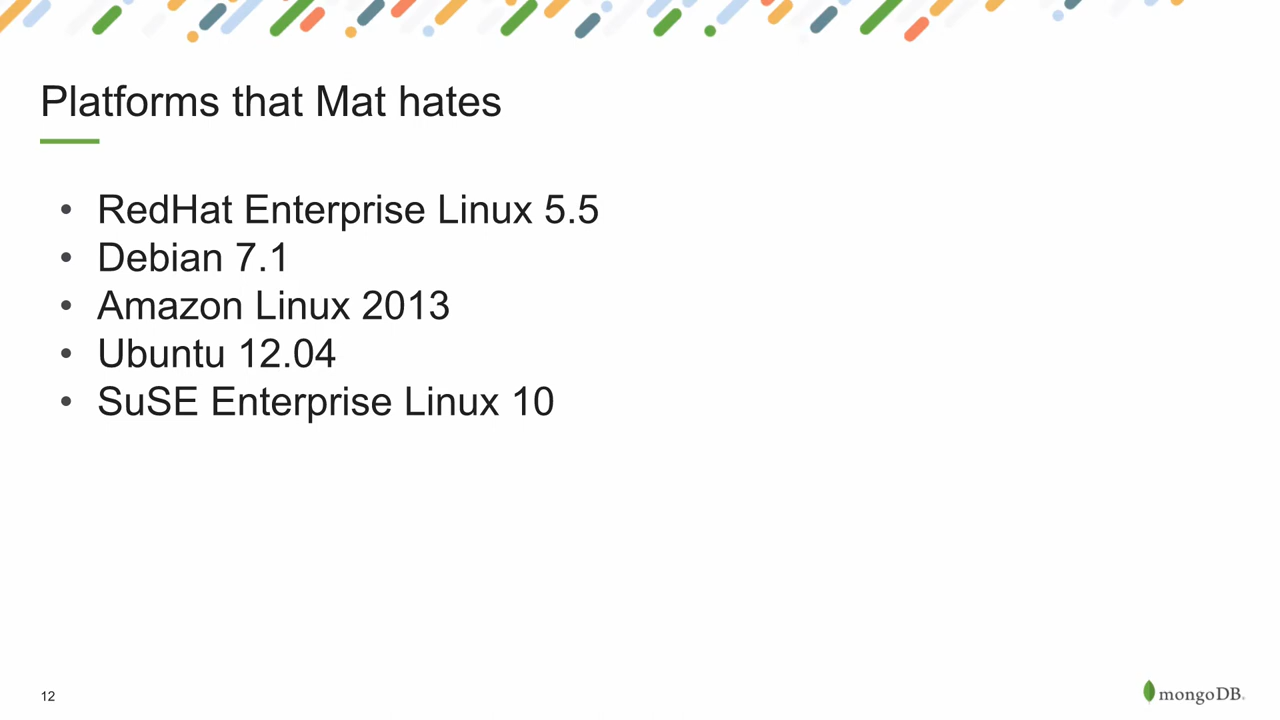 Platforms that Mat hates
• RedHat Enterprise Linux 5.5
• Debian 7.1
• Amazon Linux 2013
• Ubuntu 12.04
• SuSE Enterprise Linux 10
12
mongoDB